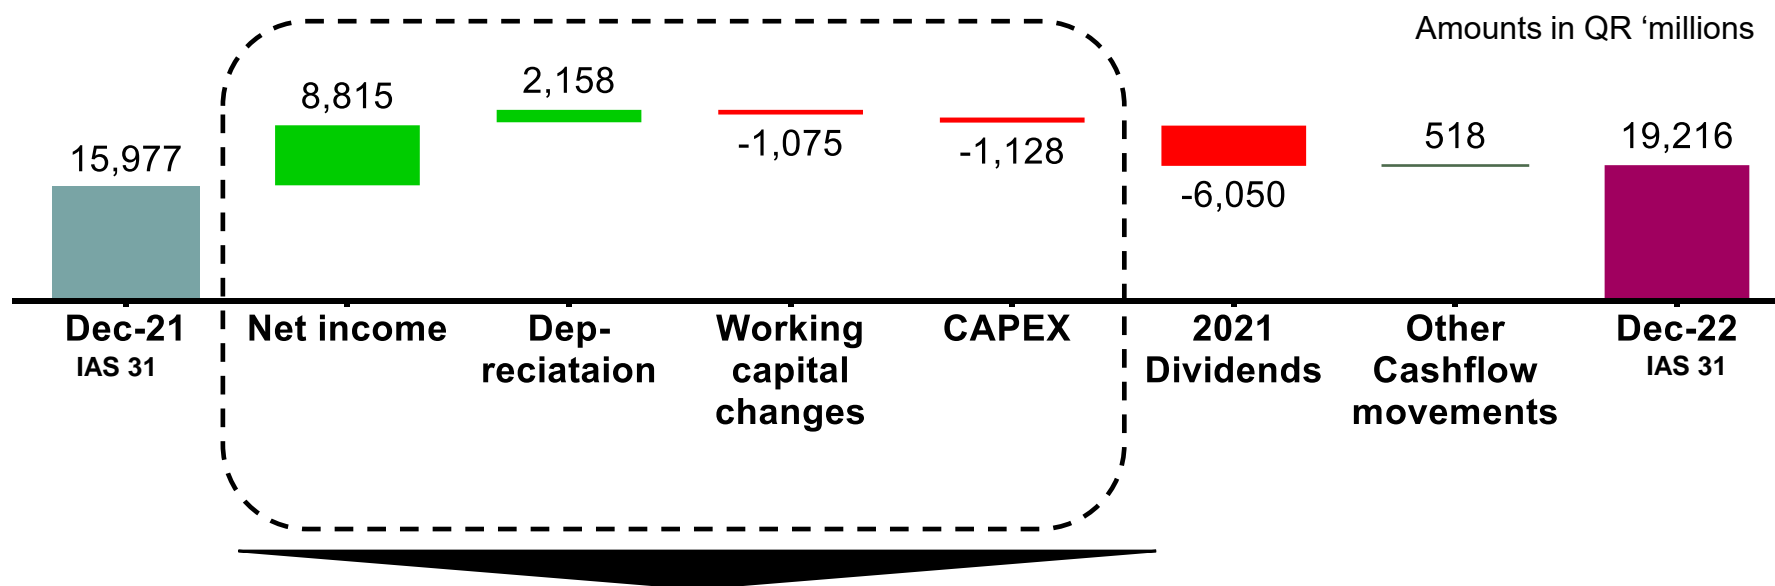 Amounts in QR ‘millions
15,977
8,815
2,158
-1,075
-1,128
-6,050
518
19,216
Dec-21
IAS 31
Net income
Dep-
reciataion
Working
capital
changes
CAPEX
2021
Dividends
Other
Cashflow
movements
Dec-22
IAS 31